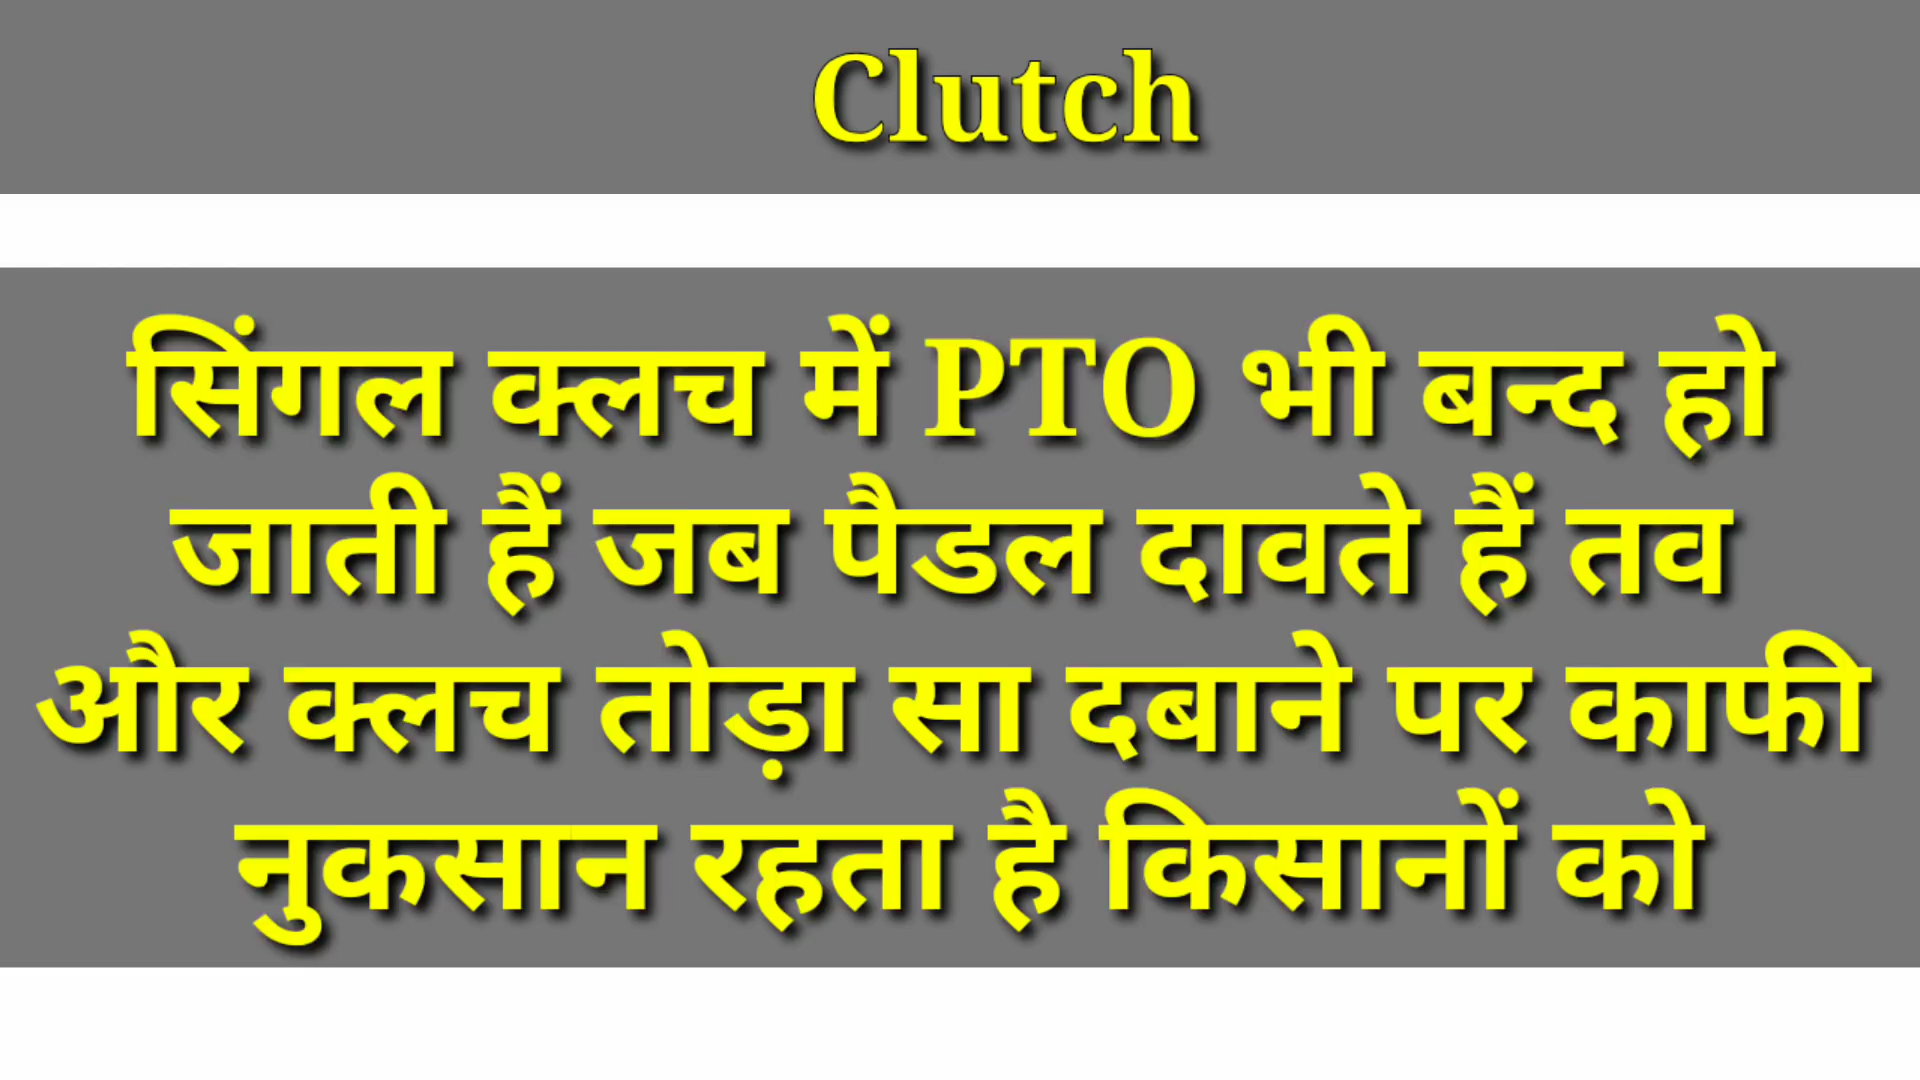 Clutch
सिंगल क्लच में PTO भी बन्द हो
जाती हैं जब पैडल दावते हैं तव
और क्लच तोड़ा सा दबाने पर काफी
नुकसान रहता है किसानों को